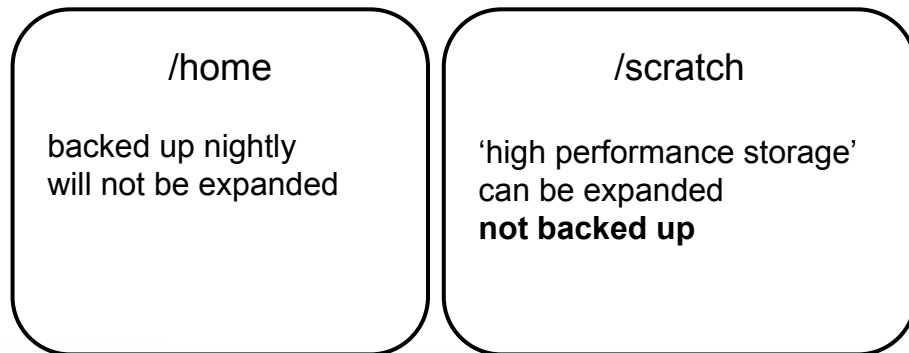 /home
backed up nightly
will not be expanded
/scratch
‘high performance storage’
can be expanded
not backed up